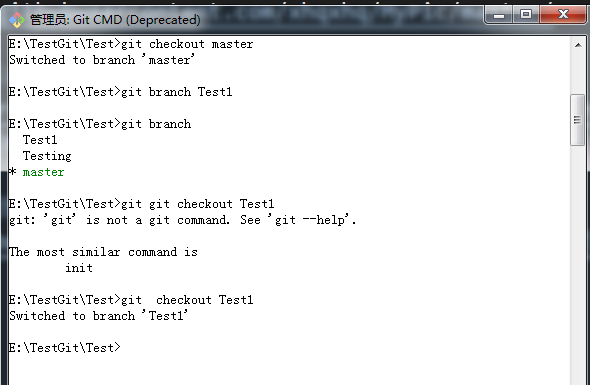 管理员: Git CMD (Deprecated)
E:\TestGit\Test>git checkout master
Switched to branch 'master'
E:\TestGit\Test>git branch Test1
E:\TestGit\Test>git branch
Test1
Testing
* master
E:\TestGit\Test>git git checkout Test1
git: 'git' is not a git command. See 'git --help'.
The most similar command is
init
E:\TestGit\Test>git  checkout Test1
Switched to branch 'Test1'
E:\TestGit\Test>